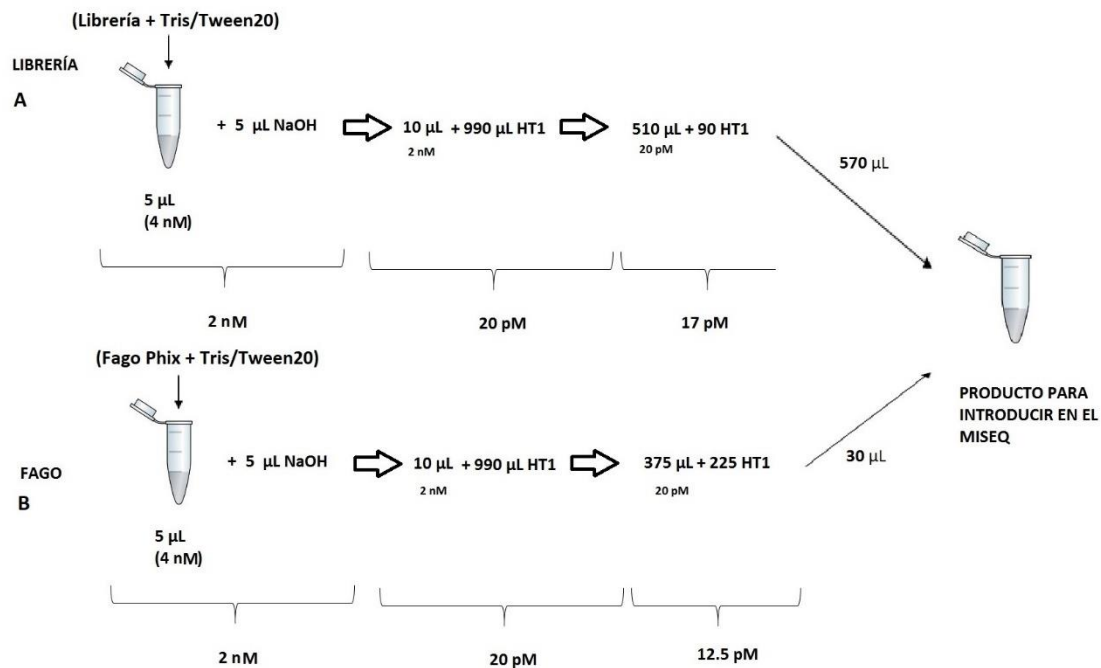 (Librería + Tris/Tween20)
LIBRERÍA
A
+ 5 µL NaOH
10 µL + 990 µL HT1
2 nM
510 µL + 90 HT1
20 pM
570 µL
5 µL
(4 nM)
2 nM
20 pM
17 pM
(Fago Phix + Tris/Tween20)
PRODUCTO PARA
INTRODUCIR EN EL
MISEQ
FAGO
B
+ 5 µL NaOH
10 µL + 990 µL HT1
2 nM
375 µL + 225 HT1
20 pM
30 µL
5 µL
(4 nM)
2 nM
20 pM
12.5 pM